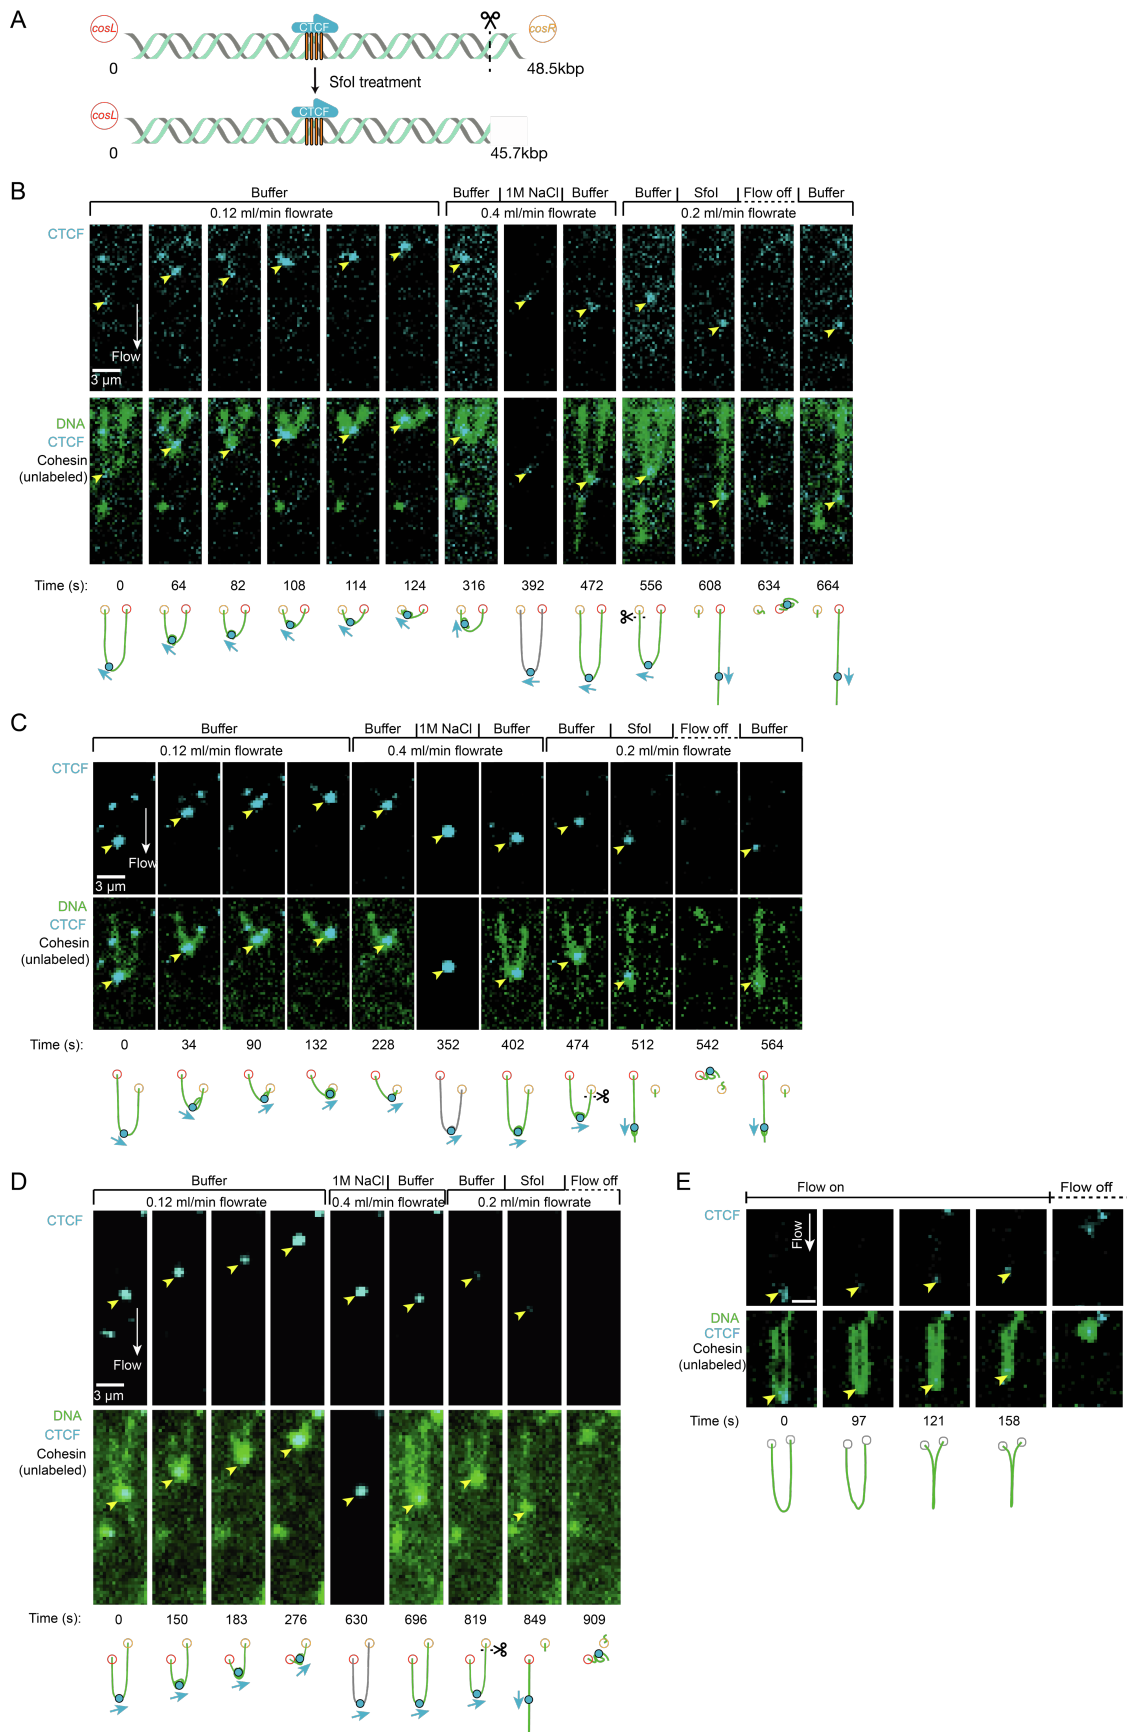 A
cosL
CTCF
cosR
0
48.5kbp
SfoI treatment
cosL
CTCF
0
45.7kbp
B
Buffer
Buffer
1M NaCl
Buffer
Buffer
SfoI
Flow off
Buffer
0.12 ml/min flowrate
0.4 ml/min flowrate
0.2 ml/min flowrate
CTCF
Flow
3 µm
DNA
CTCF
Cohesin
(unlabeled)
Time (s):
0
64
82
108
114
124
316
392
472
556
608
634
664
C
Buffer
Buffer
1M NaCl
Buffer
Buffer
SfoI
Flow off
Buffer
0.12 ml/min flowrate
0.4 ml/min flowrate
0.2 ml/min flowrate
CTCF
Flow
3 µm
DNA
CTCF
Cohesin
(unlabeled)
Time (s):
0
34
90
132
228
352
402
474
512
542
564
D
Buffer
1M NaCl
Buffer
Buffer
SfoI
Flow off
0.12 ml/min flowrate
0.4 ml/min flowrate
0.2 ml/min flowrate
CTCF
Flow
3 µm
DNA
CTCF
Cohesin
(unlabeled)
Time (s):
0
150
183
276
630
696
819
849
909
E
Flow on
Flow off
CTCF
Flow
DNA
CTCF
Cohesin
(unlabeled)
Time (s)
0
97
121
158